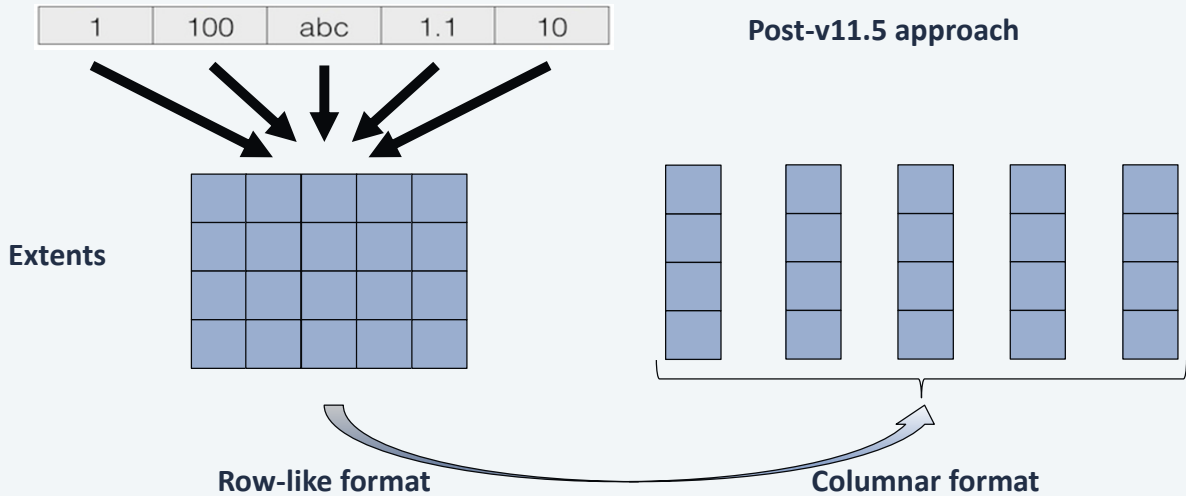 1 100 abc 1.1 10
Post-v11.5 approach
Extents
Row-like format
Columnar format